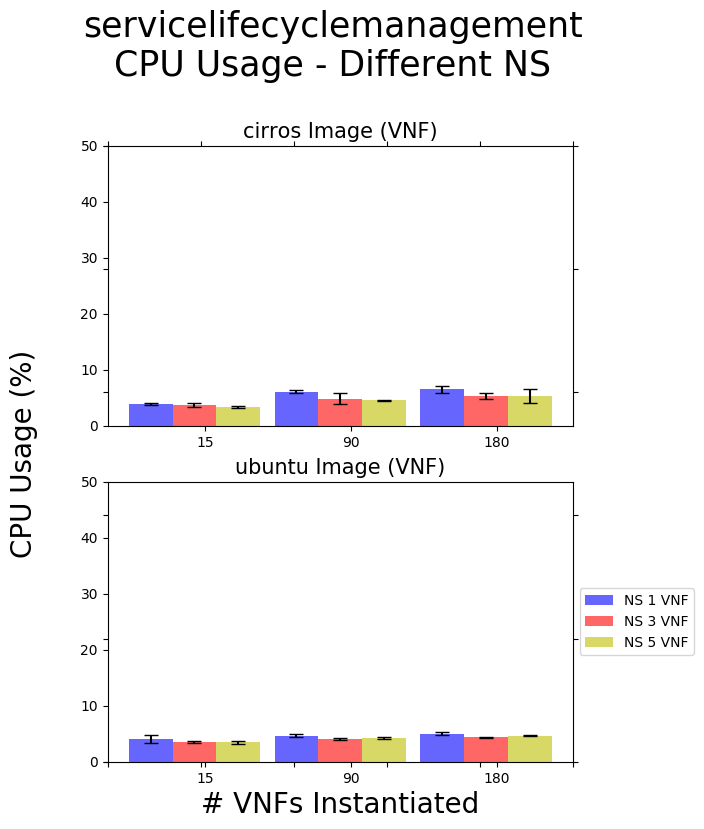 servicelifecyclemanagement
CPU Usage - Different NS
cirros Image (VNF)
50
40
30
20
10
0
15 90 180
ubuntu Image (VNF)
50
40
30
20
10
0
15 90 180
CPU Usage (%)
# VNFs Instantiated
NS 1 VNF
NS 3 VNF
NS 5 VNF